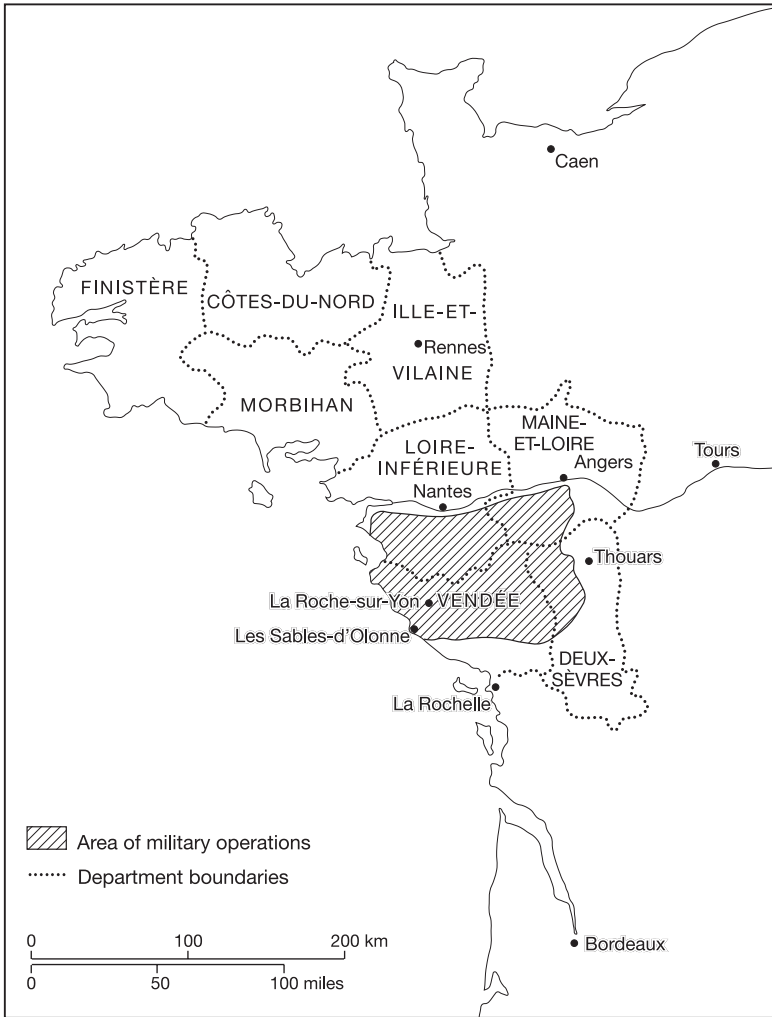 Caen
FINISTÈRE
CÔTES-DU-NORD
ILLE-ET-
Rennes
VILAINE
MORBIHAN
MAINE-
ET-LOIRE
LOIRE-
INFÉRIEURE
Angers
Tours
Nantes
Thouars
La Roche-sur-Yon
VENDÉE
Les Sables-d'Olonne
DEUX-
SÈVRES
La Rochelle
Area of military operations
Department boundaries
0 100 200 km
0 50 100 miles
Bordeaux